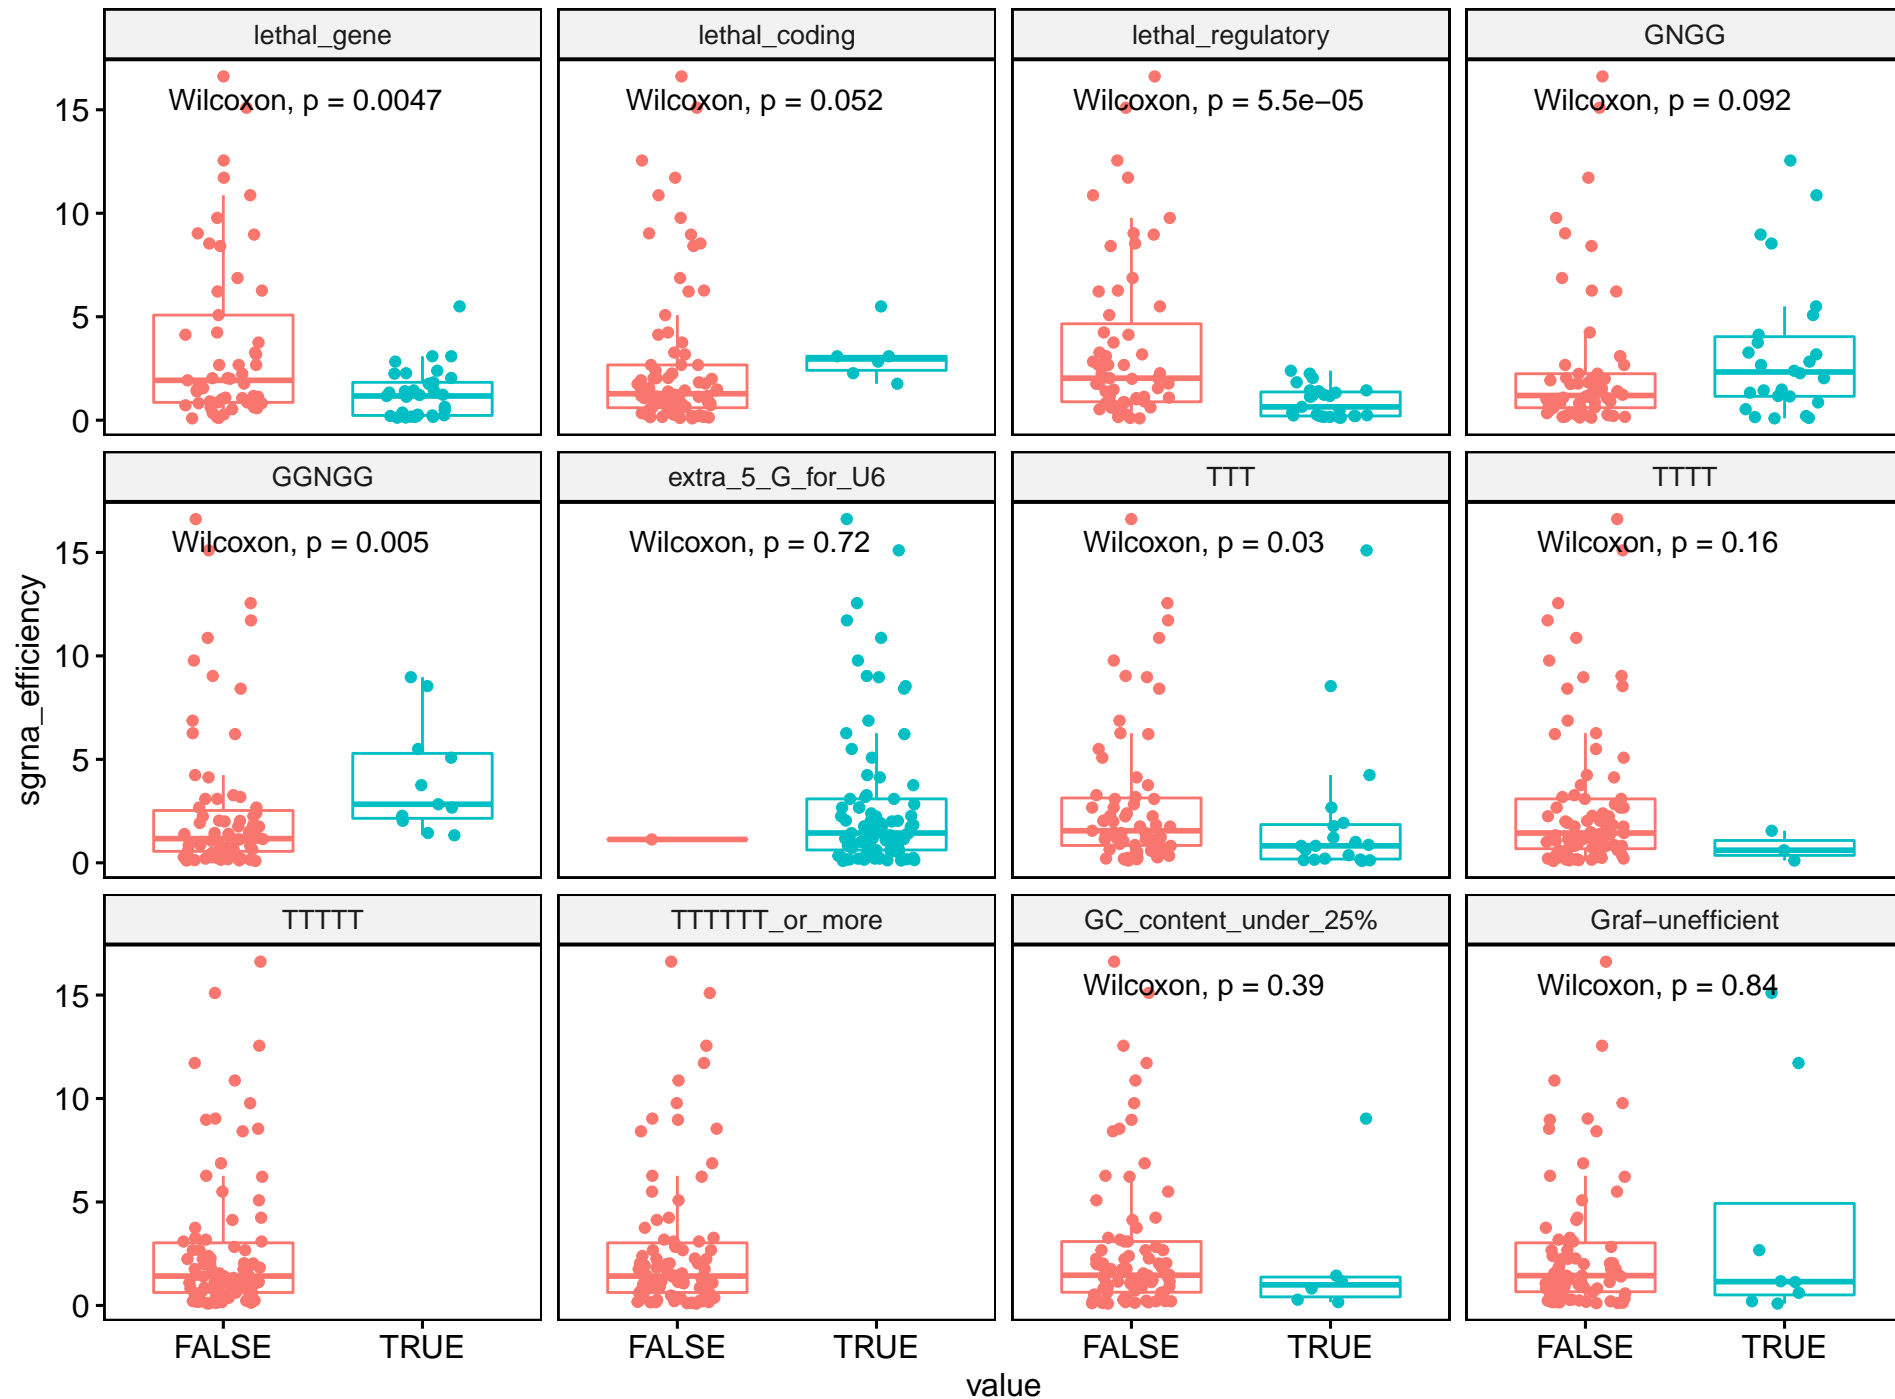 lethal_gene lethal_coding lethal_regulatory GNGG
Wilcoxon, p = 0.0047 Wilcoxon, p = 0.052 Wilcoxon, p = 5.5e−05 Wilcoxon, p = 0.092
15
10
5
0
GGNGG extra_5_G_for_U6 TTT TTTT
Wilcoxon, p = 0.005 Wilcoxon, p = 0.72 Wilcoxon, p = 0.03 Wilcoxon, p = 0.16
15
10
5
0
sgrna_efficiency
TTTTT TTTTTT_or_more GC_content_under_25% Graf−unefficient
Wilcoxon, p = 0.39 Wilcoxon, p = 0.84
15
10
5
0
FALSE TRUE FALSE TRUE FALSE TRUE FALSE TRUE
value